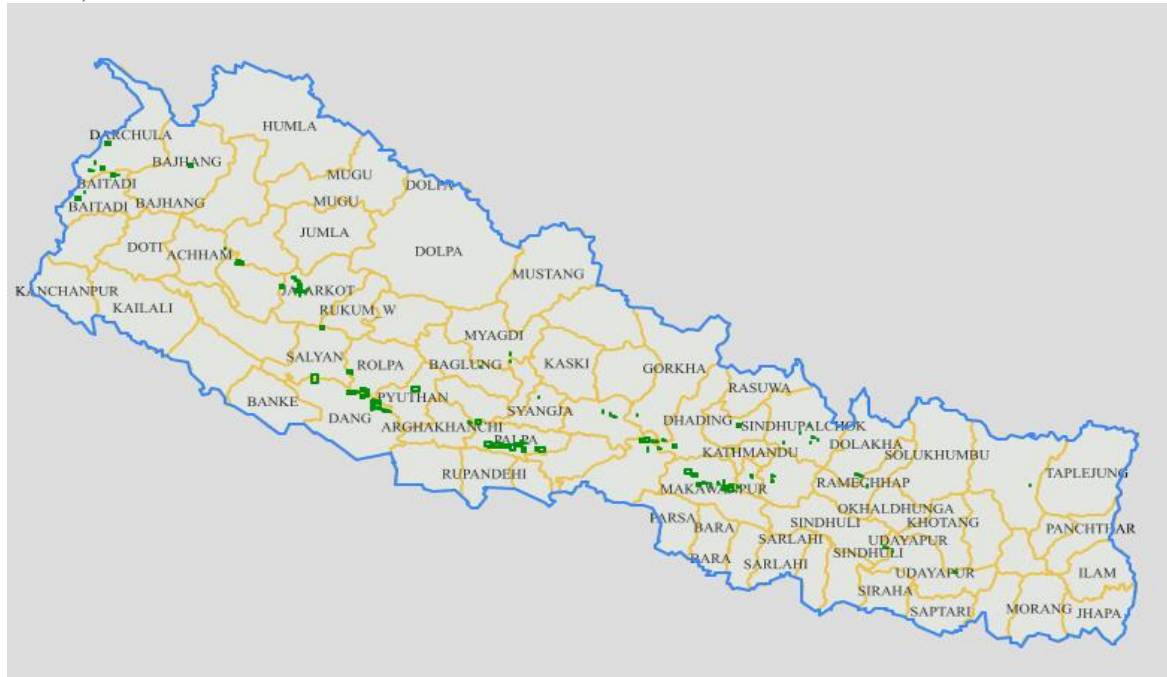 HUMLA
DARCHULA
BAJHANG
MUGU
DOLPA
BAITADI
MUGU
BAITADI
BAJHANG
JUMLA
DOTI
ACHHAM
DOLPA
MUSTANG
KANCHANPUR
JAJARKOT
KAILALI
RUKUM_W
MYAGDI
SALYAN
ROLPA
BAGLUNG
KASKI
GORKHA
RASUWA
BANKE
PYUTHAN
SYANGJA
DHADING
SINDHUPALCHOK
DANG
ARGHAKHANCHI
PALPA
DOLAKHA
KATHMANDU
SOLUKHUMBU
RUPANDEHI
TAPLEJUNG
MAKAWANPUR
RAMECHHAP
OKHALDHUNGA
PARSA
BARA
SINDHULI
KHOTANG
PANCHTHAR
SARLAHI
UDAYAPUR
SINDHULI
BARA
SARLAHI
UDAYAPUR
ILAM
SIRAHA
SAPTARI
MORANG
JHAPA